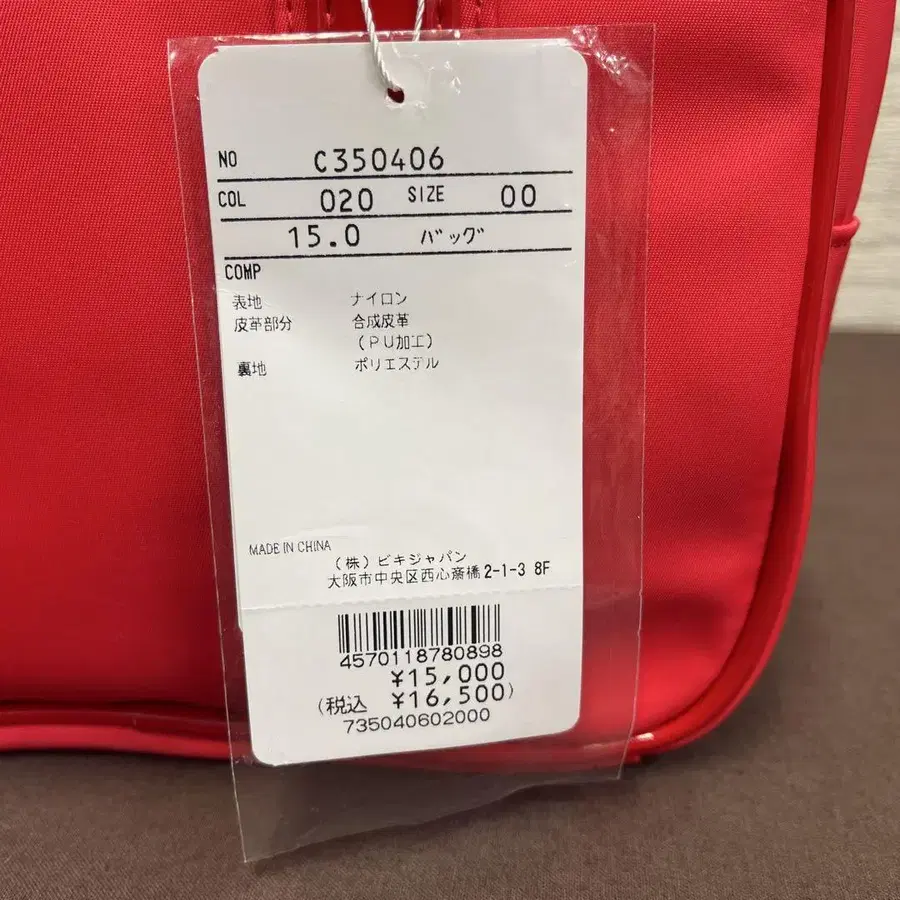 NO C350406
COL 020 SIZE 00
15.0 ﾊﾞｯｸﾞ
COMP
表地 ナイロン
皮革部分 合成皮革
（ＰＵ加工）
裏地 ポリエステル
MADE IN CHINA
（株）ビキジャパン
大阪市中央区西心斎橋2-1-3 8F
4570118780898
¥15,000
(税込 ¥16,500)
735040602000